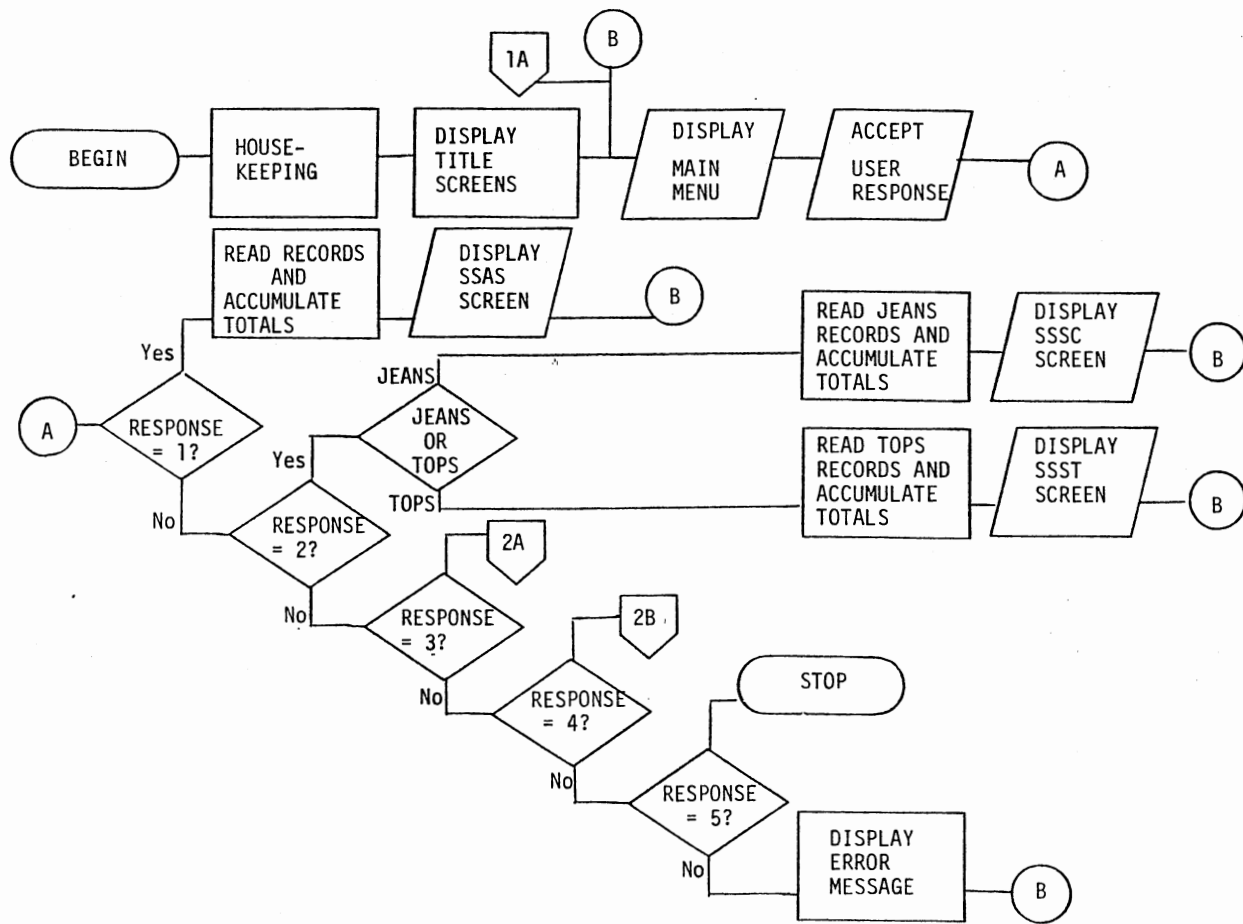 B
1A
BEGIN
HOUSE-
KEEPING
DISPLAY
TITLE
SCREENS
DISPLAY
MAIN
MENU
ACCEPT
USER
RESPONSE
A
READ RECORDS
AND
ACCUMULATE
TOTALS
DISPLAY
SSAS
SCREEN
B
READ JEANS
RECORDS AND
ACCUMULATE
TOTALS
DISPLAY
SSSC
SCREEN
B
Yes
JEANS
A
RESPONSE
= 1?
JEANS
OR
TOPS
Yes
TOPS
READ TOPS
RECORDS AND
ACCUMULATE
TOTALS
DISPLAY
SSST
SCREEN
B
No
RESPONSE
= 2?
2A
No
RESPONSE
= 3?
2B
No
RESPONSE
= 4?
STOP
No
RESPONSE
= 5?
No
DISPLAY
ERROR
MESSAGE
B